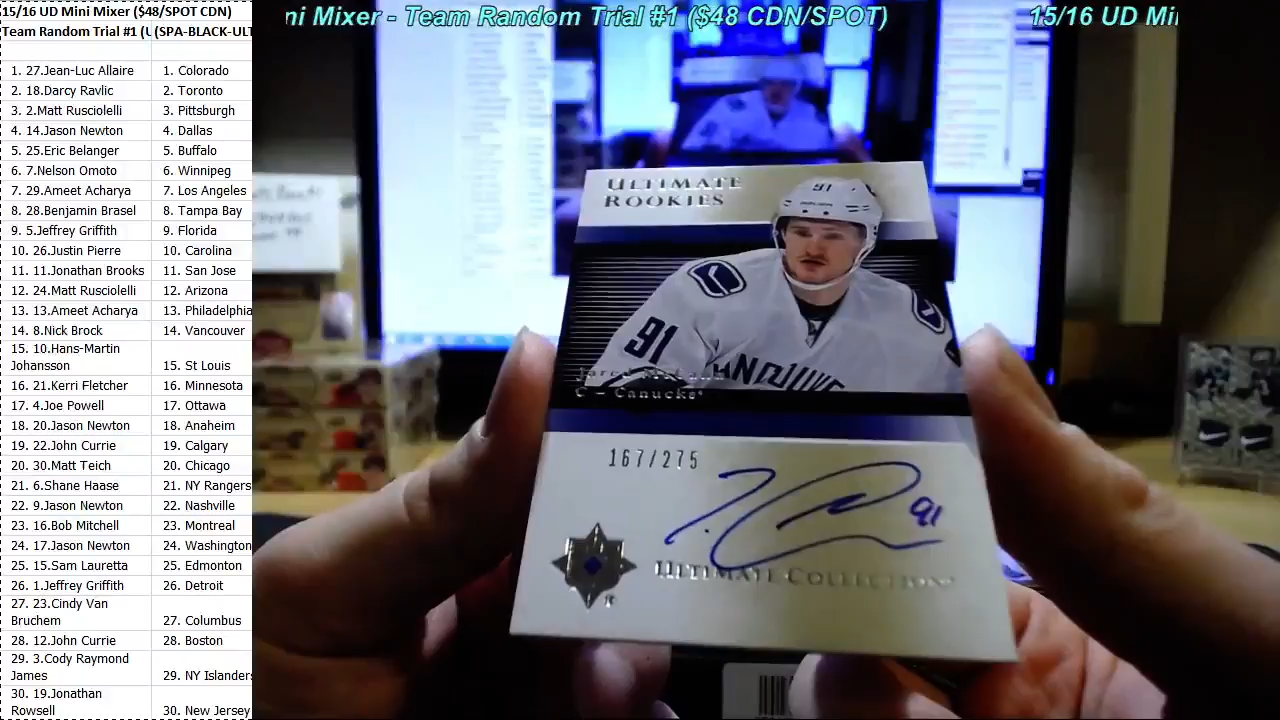 15/16 UD Mini Mixer ($48/SPOT CDN)
Team Random Trial #1 (U (SPA-BLACK-ULT
1. 27.Jean-Luc Allaire 1. Colorado
2. 18.Darcy Ravlic 2. Toronto
3. 2.Matt Rusciolelli 3. Pittsburgh
4. 14.Jason Newton 4. Dallas
5. 25.Eric Belanger 5. Buffalo
6. 7.Nelson Omoto 6. Winnipeg
7. 29.Ameet Acharya 7. Los Angeles
8. 28.Benjamin Brasel 8. Tampa Bay
9. 5.Jeffrey Griffith 9. Florida
10. 26.Justin Pierre 10. Carolina
11. 11.Jonathan Brooks 11. San Jose
12. 24.Matt Rusciolelli 12. Arizona
13. 13.Ameet Acharya 13. Philadelphia
14. 8.Nick Brock 14. Vancouver
15. 10.Hans-Martin
Johansson 15. St Louis
16. 21.Kerri Fletcher 16. Minnesota
17. 4.Joe Powell 17. Ottawa
18. 20.Jason Newton 18. Anaheim
19. 22.John Currie 19. Calgary
20. 30.Matt Teich 20. Chicago
21. 6.Shane Haase 21. NY Rangers
22. 9.Jason Newton 22. Nashville
23. 16.Bob Mitchell 23. Montreal
24. 17.Jason Newton 24. Washington
25. 15.Sam Lauretta 25. Edmonton
26. 1.Jeffrey Griffith 26. Detroit
27. 23.Cindy Van
Bruchem 27. Columbus
28. 12.John Currie 28. Boston
29. 3.Cody Raymond
James 29. NY Islanders
30. 19.Jonathan
Rowsell 30. New Jersey
ni Mixer - Team Random Trial #1 ($48 CDN/SPOT) 15/16 UD Mi
ULTIMATE
ROOKIES
91
91
Jared
C - Canucks
167/275
91
ULTIMATE COLLECTION